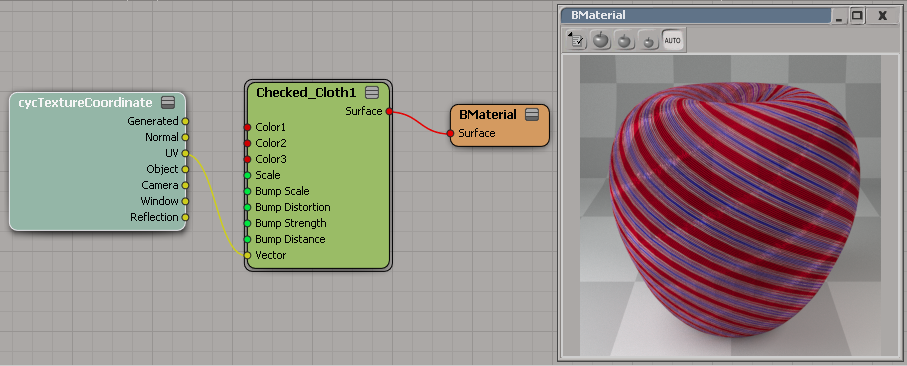 cycTextureCoordinate
Generated
Normal
UV
Object
Camera
Window
Reflection
Checked_Cloth1
Surface
Color1
Color2
Color3
Scale
Bump Scale
Bump Distortion
Bump Strength
Bump Distance
Vector
BMaterial
Surface
BMaterial
AUTO